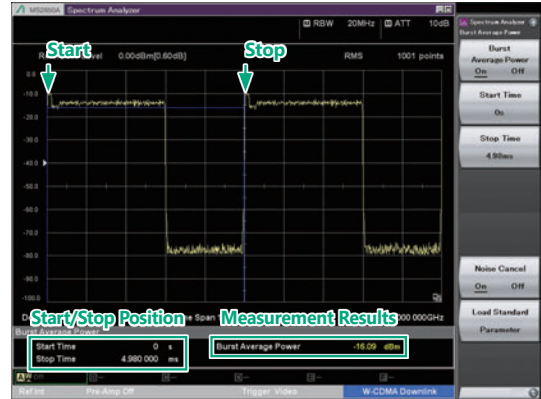 MS2850A Spectrum Analyzer
RBW 20MHz ATT 10dB
Spectrum Analyzer
Burst Average Power
Start
Stop
0.00dBm[0.60dB] RMS 1001 points
Burst
Average Power
On Off
0.0
-10.0
-20.0
-30.0
-40.0
-50.0
-60.0
-70.0
-80.0
-90.0
-100.0
Start Time
0s
Stop Time
4.98ms
Noise Cancel
On Off
Load Standard
Parameter
Start/Stop Position
Measurement Results
Burst Average Power
Start Time 0 s
Stop Time 4.980 000 ms
Burst Average Power -16.09 dBm
Ref.Int Pre-Amp Off Trigger Video W-CDMA Downlink